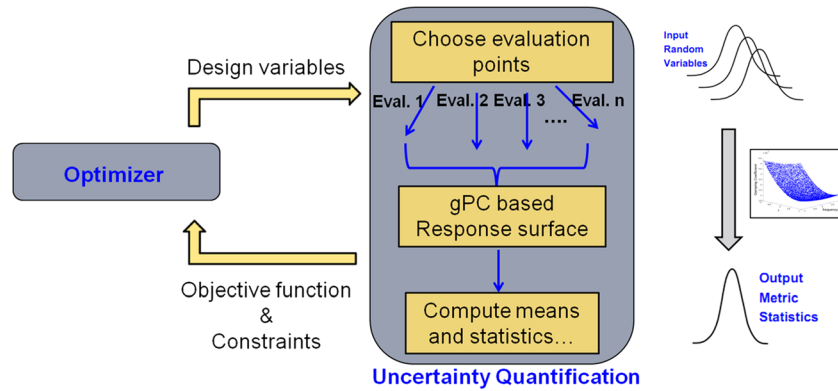 Choose evaluation
points
Input
Random
Variables
Design variables
Eval. 1
Eval. 2
Eval. 3
....
Eval. n
Optimizer
gPC based
Response surface
Objective function
&
Constraints
Compute means
and statistics...
Output
Metric
Statistics
Uncertainty Quantification